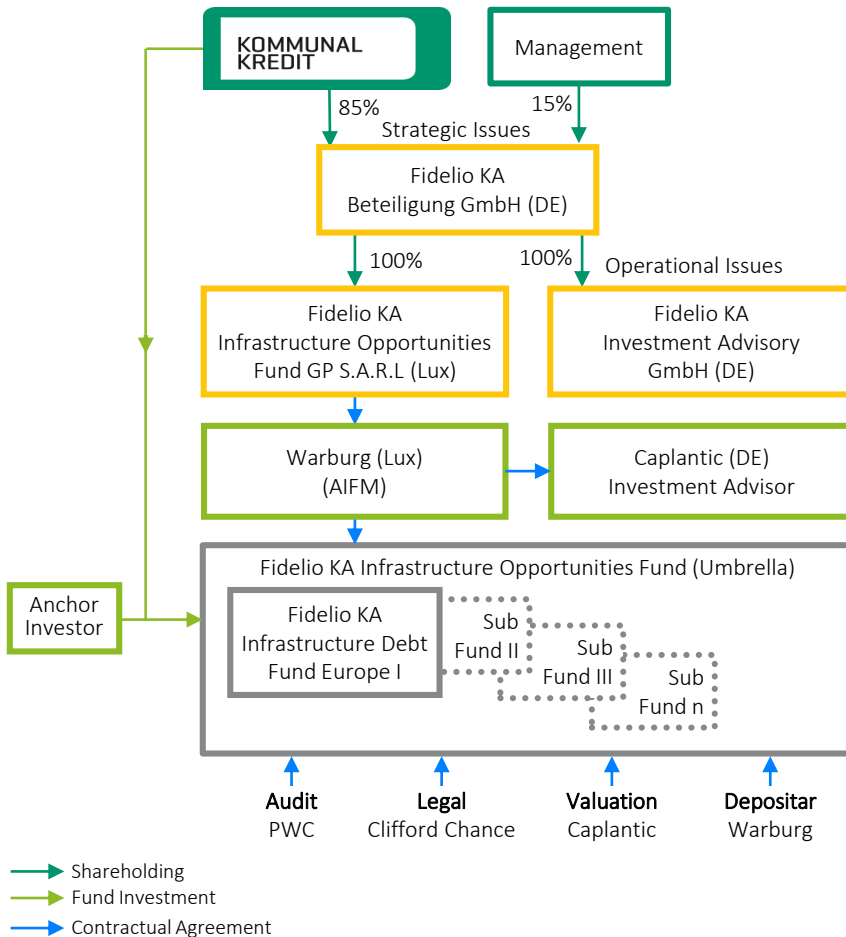 KOMMUNAL
KREDIT
Management
85%
15%
Strategic Issues
Fidelio KA
Beteiligung GmbH (DE)
100%
100%
Operational Issues
Fidelio KA
Infrastructure Opportunities
Fund GP S.A.R.L (Lux)
Fidelio KA
Investment Advisory
GmbH (DE)
Warburg (Lux)
(AIFM)
Caplantic (DE)
Investment Advisor
Fidelio KA Infrastructure Opportunities Fund (Umbrella)
Anchor
Investor
Fidelio KA
Infrastructure Debt
Fund Europe I
Sub
Fund II
Sub
Fund III
Sub
Fund n
Audit
PWC
Legal
Clifford Chance
Valuation
Caplantic
Depositar
Warburg
Shareholding
Fund Investment
Contractual Agreement